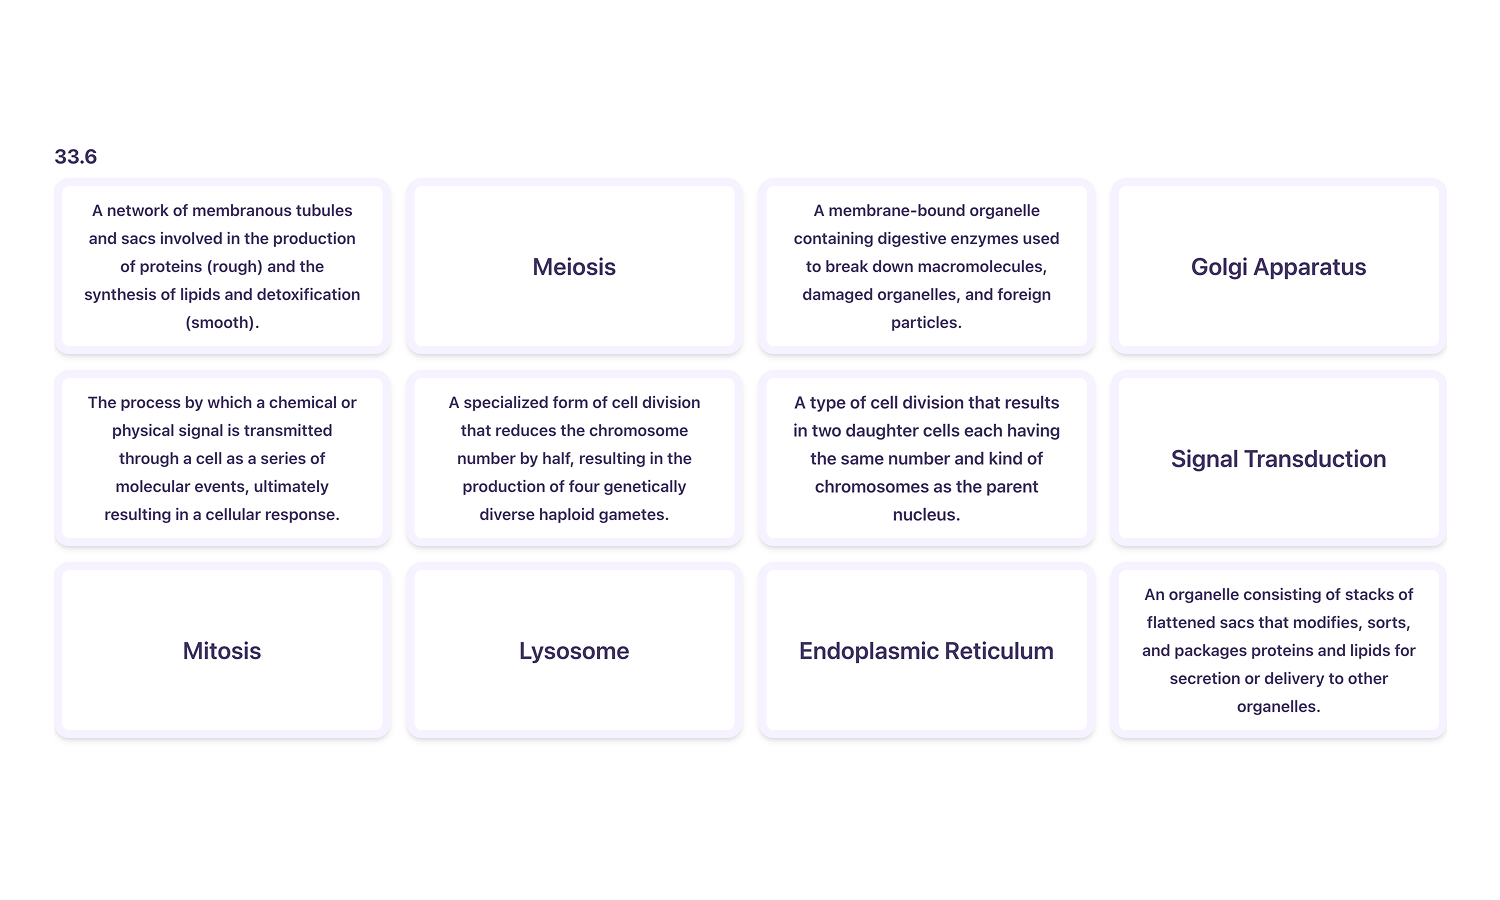 33.6
A network of membranous tubules
and sacs involved in the production
of proteins (rough) and the
synthesis of lipids and detoxification
(smooth).
Meiosis
A membrane-bound organelle
containing digestive enzymes used
to break down macromolecules,
damaged organelles, and foreign
particles.
Golgi Apparatus
The process by which a chemical or
physical signal is transmitted
through a cell as a series of
molecular events, ultimately
resulting in a cellular response.
A specialized form of cell division
that reduces the chromosome
number by half, resulting in the
production of four genetically
diverse haploid gametes.
A type of cell division that results
in two daughter cells each having
the same number and kind of
chromosomes as the parent
nucleus.
Signal Transduction
Mitosis
Lysosome
Endoplasmic Reticulum
An organelle consisting of stacks of
flattened sacs that modifies, sorts,
and packages proteins and lipids for
secretion or delivery to other
organelles.